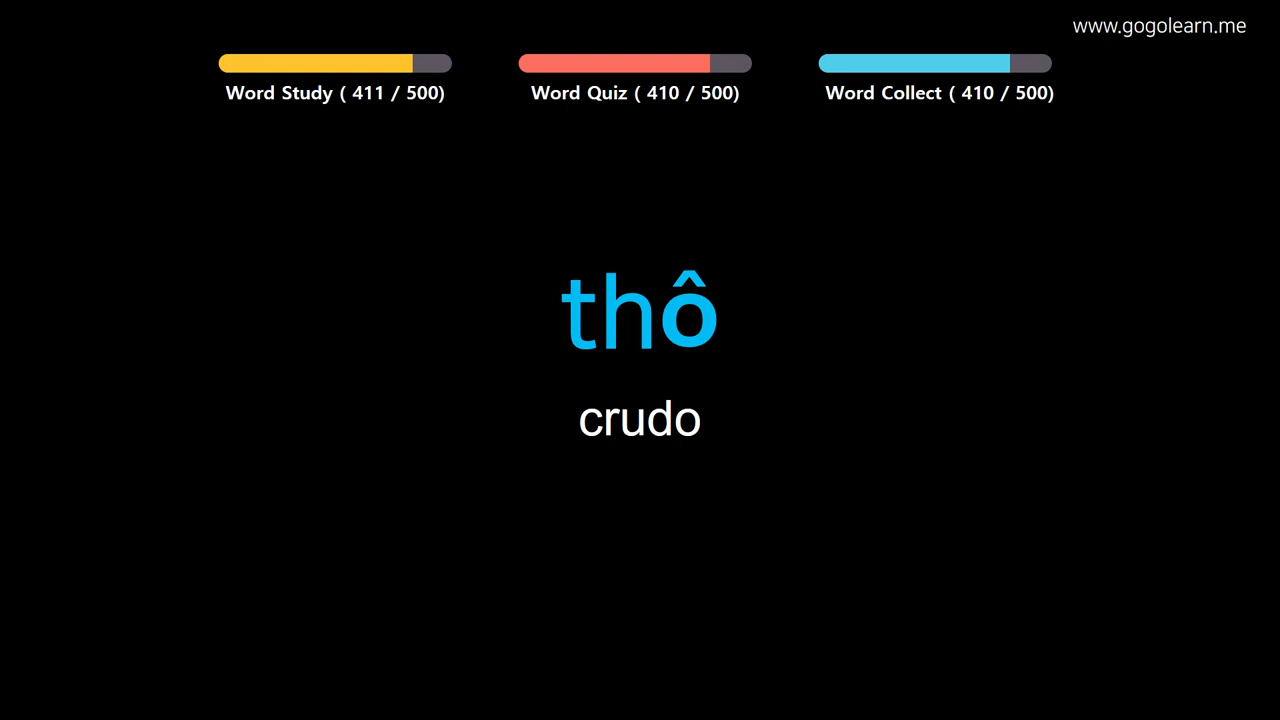 www.gogolearn.me
Word Study ( 411 / 500)
Word Quiz ( 410 / 500)
Word Collect ( 410 / 500)
thô
crudo